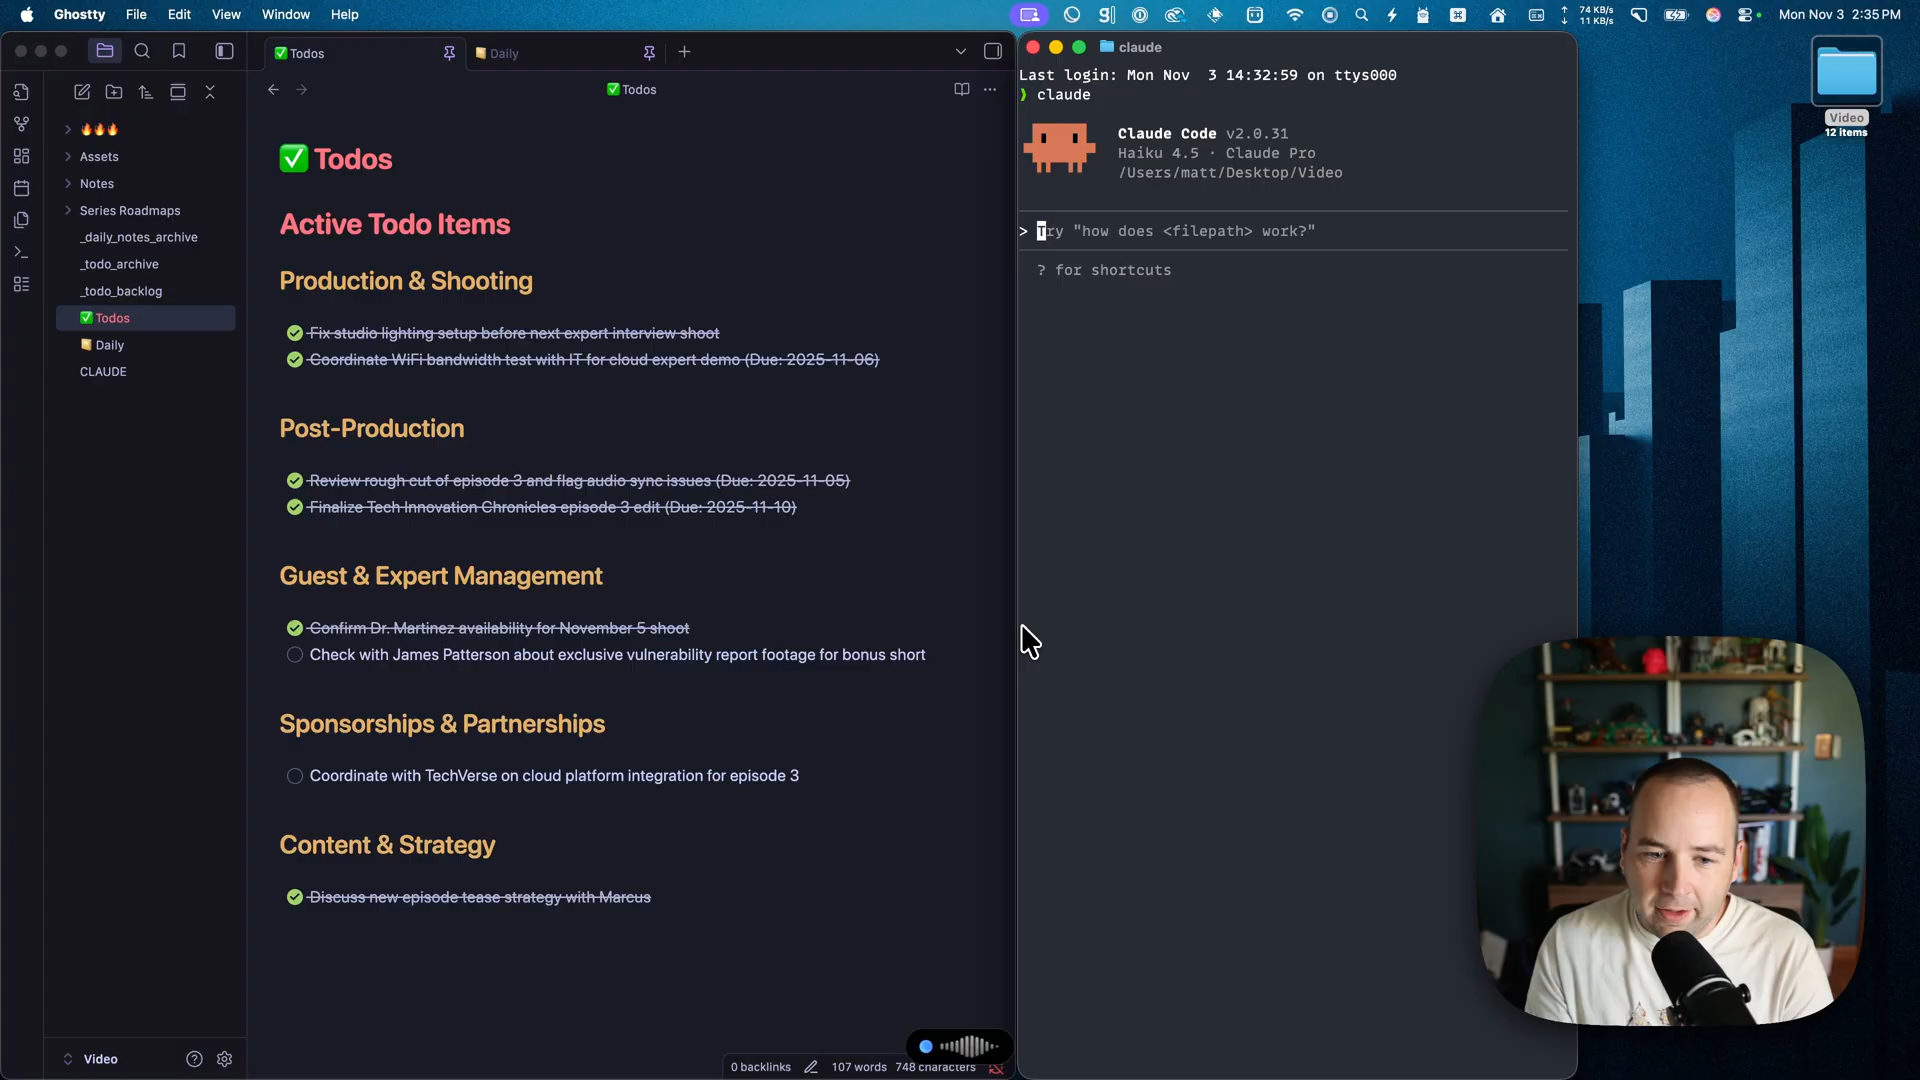 Ghostty File Edit View Window Help
74 KB/s
11 KB/s
Mon Nov 3 2:35 PM
Todos
Daily
Todos
🔥🔥🔥
Assets
Notes
Series Roadmaps
_daily_notes_archive
_todo_archive
_todo_backlog
✅ Todos
Daily
CLAUDE
Video
✅ Todos
Active Todo Items
Production & Shooting
Fix studio lighting setup before next expert interview shoot
Coordinate WiFi bandwidth test with IT for cloud expert demo (Due: 2025-11-06)
Post-Production
Review rough cut of episode 3 and flag audio sync issues (Due: 2025-11-05)
Finalize Tech Innovation Chronicles episode 3 edit (Due: 2025-11-10)
Guest & Expert Management
Confirm Dr. Martinez availability for November 5 shoot
Check with James Patterson about exclusive vulnerability report footage for bonus short
Sponsorships & Partnerships
Coordinate with TechVerse on cloud platform integration for episode 3
Content & Strategy
Discuss new episode tease strategy with Marcus
0 backlinks 107 words 748 characters
claude
Last login: Mon Nov  3 14:32:59 on ttys000
❯ claude
Claude Code v2.0.31
Haiku 4.5 · Claude Pro
/Users/matt/Desktop/Video
> Try "how does <filepath> work?"
? for shortcuts
Video
12 items